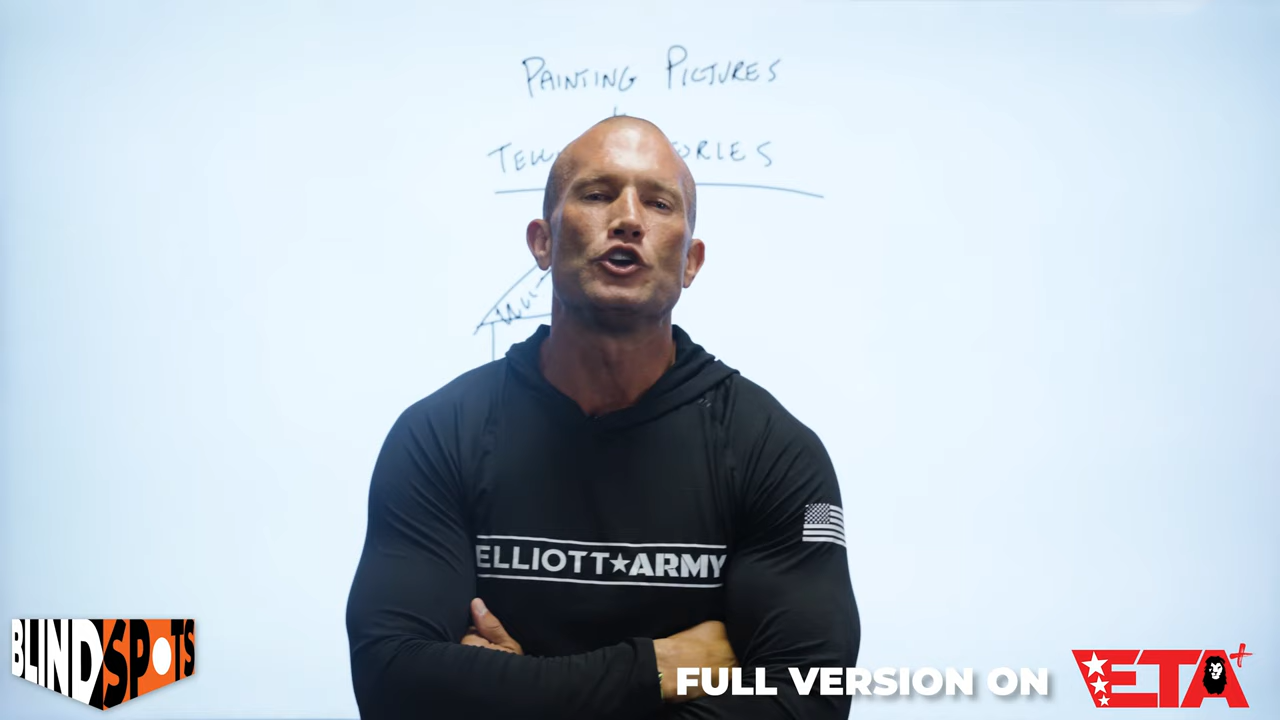 PAINTING PICTURES
ELLIOTT★ARMY
BLINDSPOTS
FULL VERSION ON
ETA+